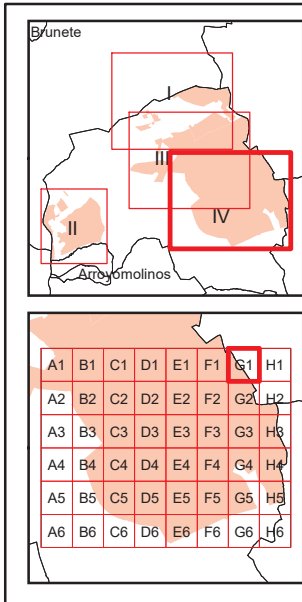 Brunete
I
III
IV
II
Arroyomolinos
A1 B1 C1 D1 E1 F1 G1 H1
A2 B2 C2 D2 E2 F2 G2 H2
A3 B3 C3 D3 E3 F3 G3 H3
A4 B4 C4 D4 E4 F4 G4 H4
A5 B5 C5 D5 E5 F5 G5 H5
A6 B6 C6 D6 E6 F6 G6 H6